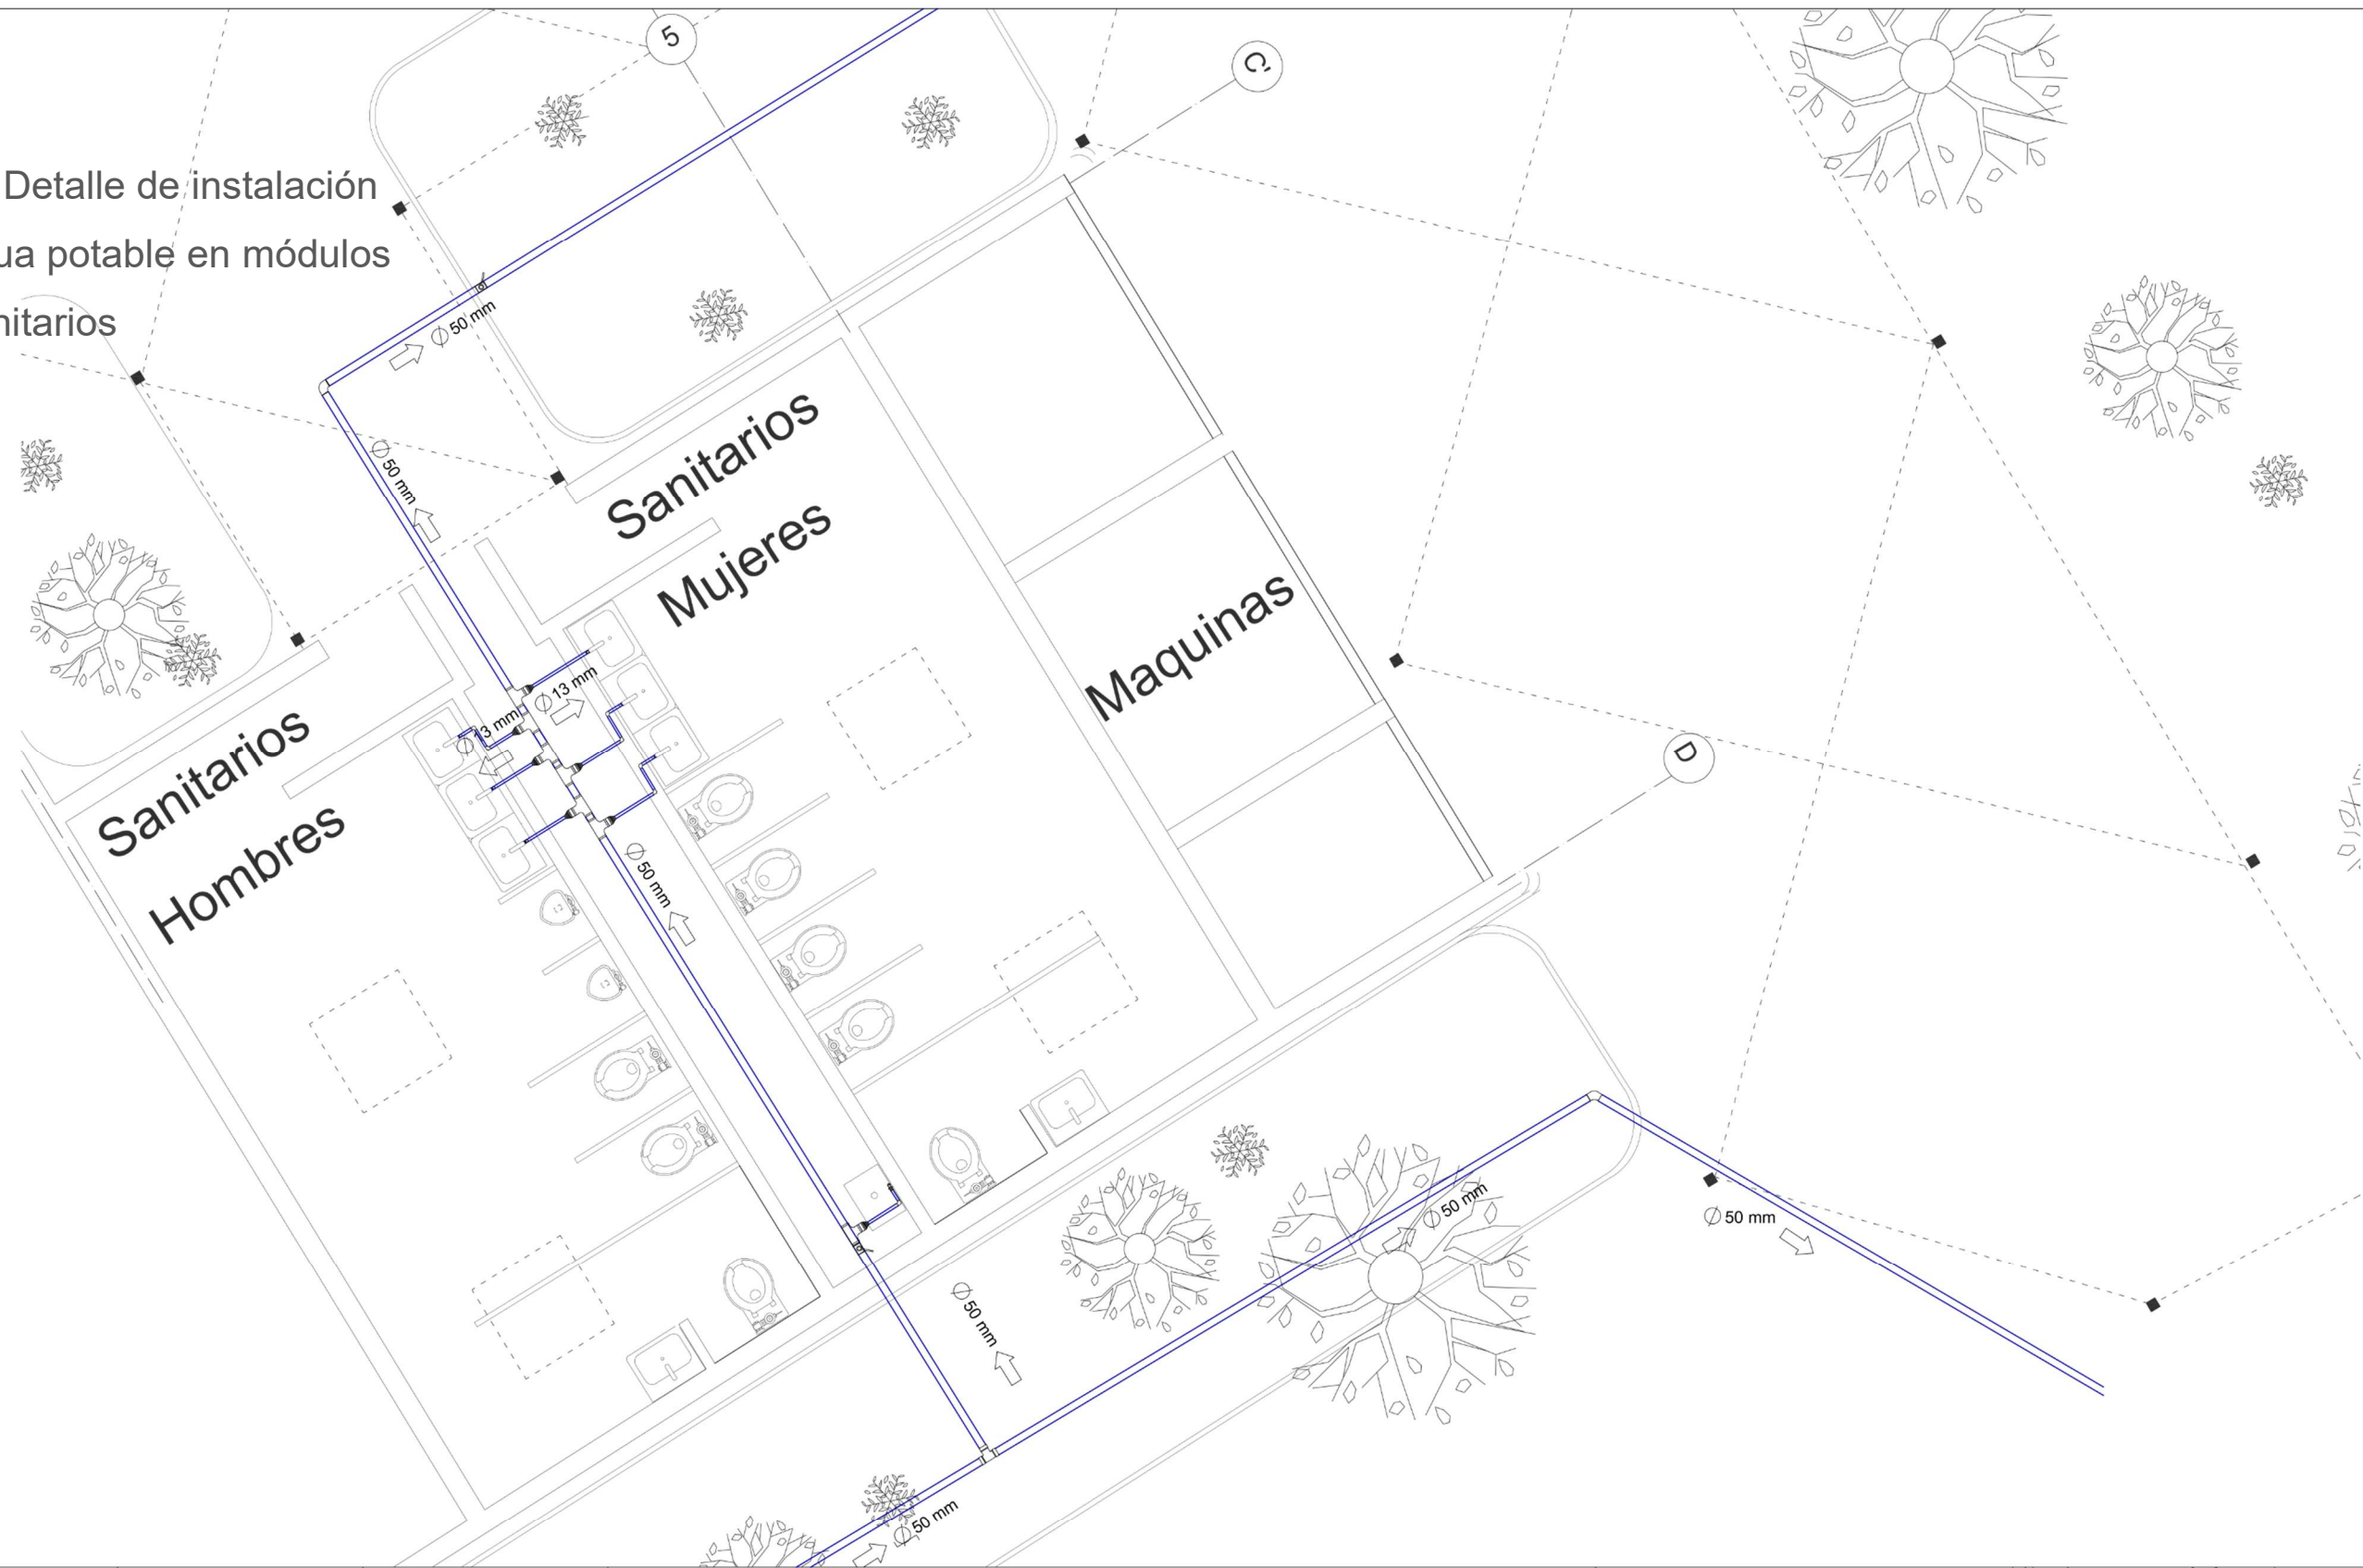 5
C'
Detalle de instalación
ua potable en módulos
nitarios
∅ 50 mm
∅ 50 mm
Sanitarios
Mujeres
Maquinas
∅ 13 mm
∅ 13 mm
Sanitarios
Hombres
D
∅ 50 mm
∅ 50 mm
∅ 50 mm
∅ 50 mm
∅ 50 mm